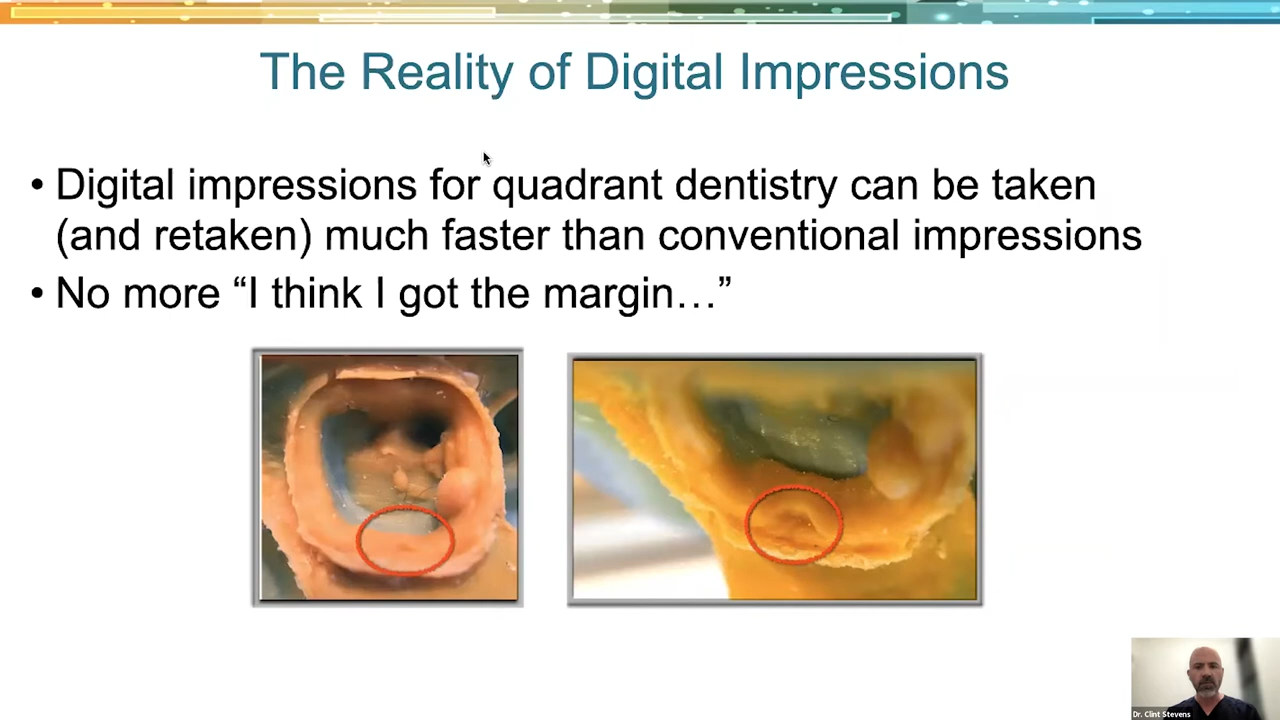 The Reality of Digital Impressions
• Digital impressions for quadrant dentistry can be taken
(and retaken) much faster than conventional impressions
• No more “I think I got the margin…”
Dr. Clint Stevens